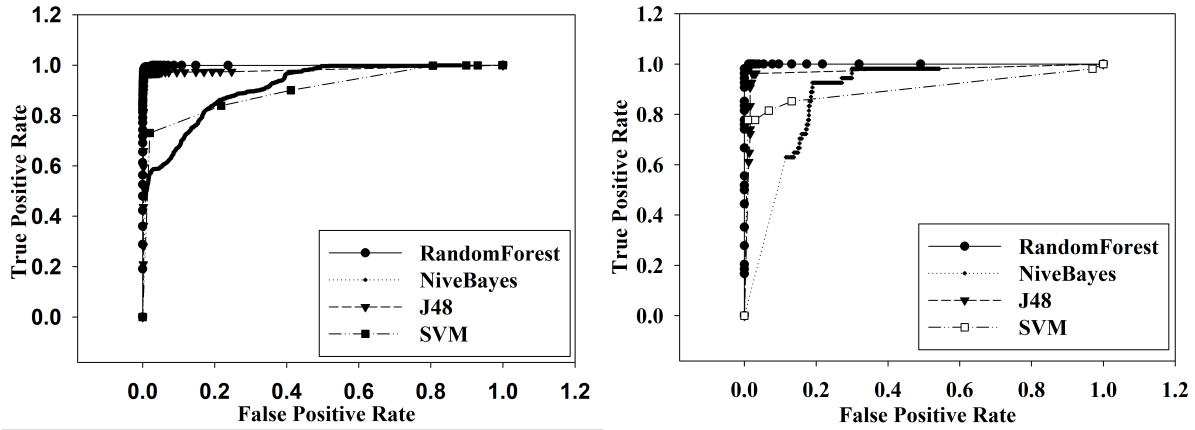 1.2
1.0
0.8
0.6
0.4
0.2
0.0
True Positive Rate
0.0 0.2 0.4 0.6 0.8 1.0 1.2
False Positive Rate
RandomForest
NiveBayes
J48
SVM
1.2
1.0
0.8
0.6
0.4
0.2
0.0
True Positive Rate
0.0 0.2 0.4 0.6 0.8 1.0 1.2
False Positive Rate
RandomForest
NiveBayes
J48
SVM